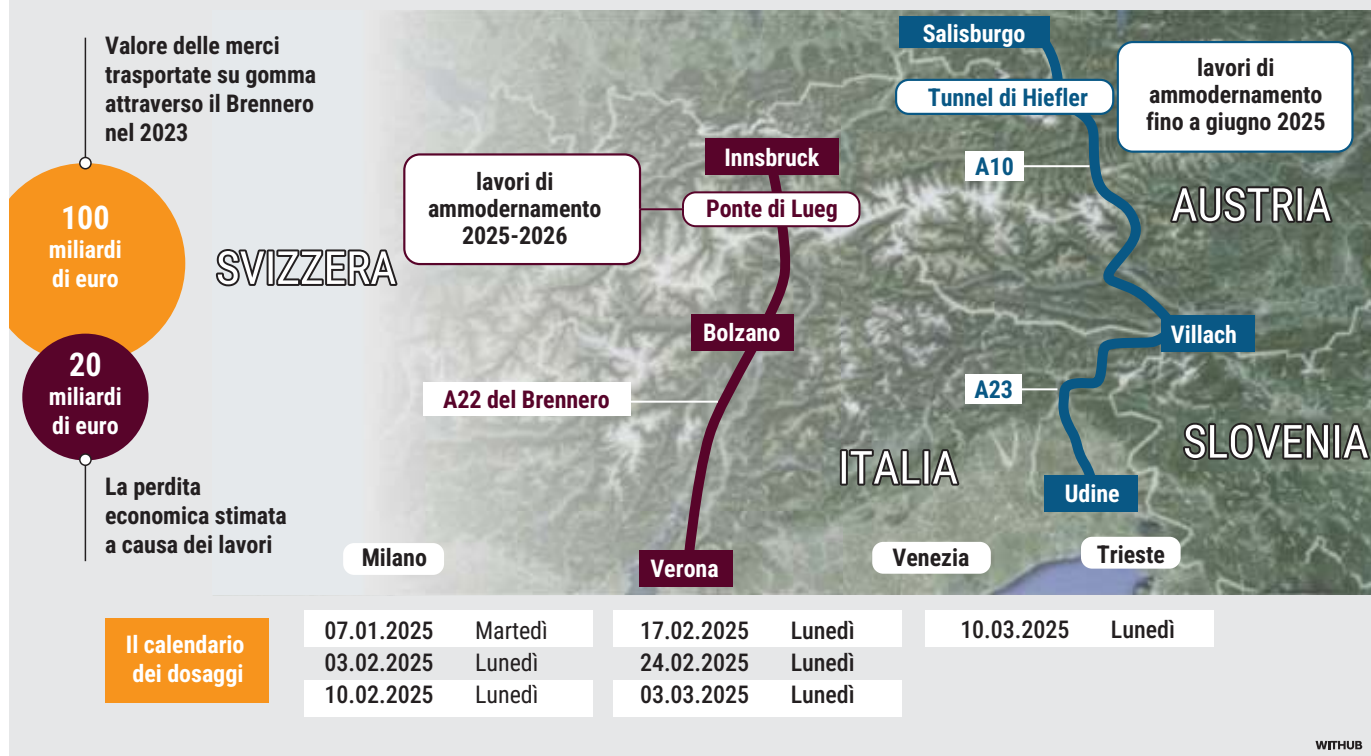 Valore delle merci
trasportate su gomma
attraverso il Brennero
nel 2023
100
miliardi
di euro
20
miliardi
di euro
La perdita
economica stimata
a causa dei lavori
Salisburgo
Tunnel di Hiefler
lavori di
ammodernamento
fino a giugno 2025
A10
Innsbruck
lavori di
ammodernamento
2025-2026
Ponte di Lueg
AUSTRIA
SVIZZERA
Bolzano
Villach
A22 del Brennero
A23
SLOVENIA
ITALIA
Udine
Milano
Verona
Venezia
Trieste
Il calendario
dei dosaggi
07.01.2025 Martedì
03.02.2025 Lunedì
10.02.2025 Lunedì
17.02.2025 Lunedì
24.02.2025 Lunedì
03.03.2025 Lunedì
10.03.2025 Lunedì
WITHUB